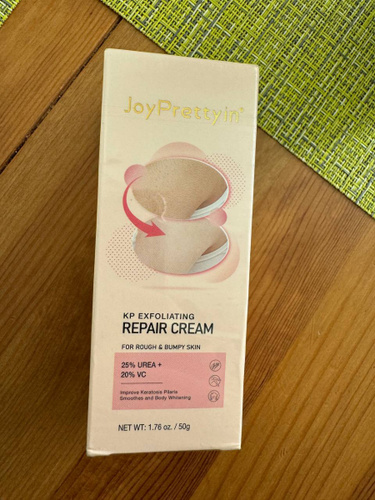 JoyPrettyin®
KP EXFOLIATING
REPAIR CREAM
FOR ROUGH & BUMPY SKIN
25% UREA +
20% VC
Improve Keratosis Pilaris
Smoothes and Body Whitening
NET WT: 1.76 oz. / 50g